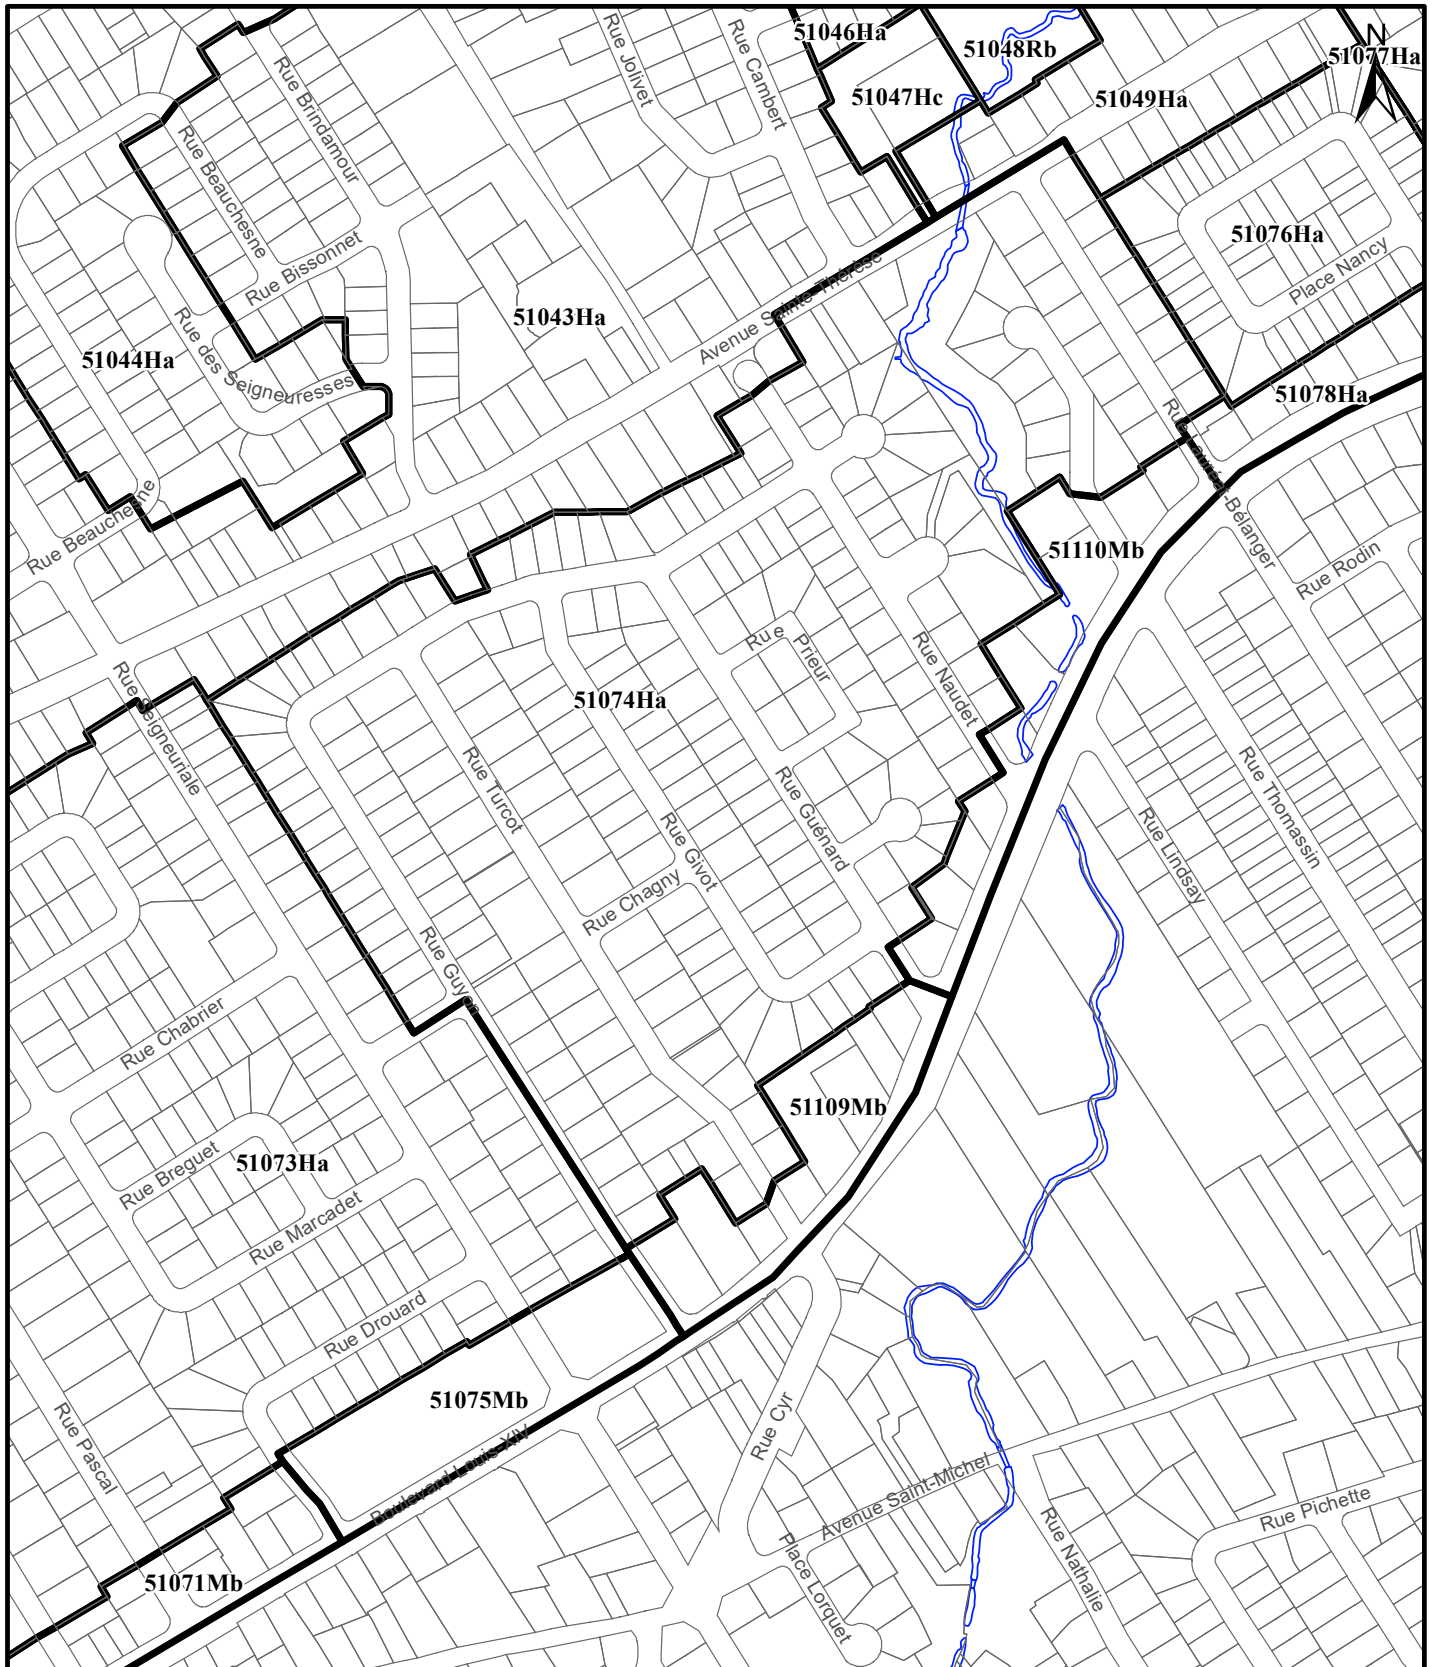 51046Ha
51048Rb
N
51077Ha
51047Hc
51049Ha
Rue Jolivet
Rue Cambert
Rue Brindamour
Rue Beauchesne
Rue Bissonnet
51076Ha
Place Nancy
51043Ha
Avenue Sainte-Thérèse
51044Ha
Rue des Seigneuresses
51078Ha
Rue Lauréat-Bélanger
Rue Beauchesne
51110Mb
Rue Rodin
Rue Prieur
Rue Naudet
Rue Seigneuriale
51074Ha
Rue Turcot
Rue Guénard
Rue Thomassin
Rue Givot
Rue Lindsay
Rue Chagny
Rue Guyon
Rue Chabrier
51109Mb
Rue Breguet
51073Ha
Rue Marcadet
Rue Drouard
51075Mb
Rue Pascal
Rue Cyr
Boulevard Louis-XIV
Avenue Saint-Michel
Rue Pichette
Place Lorquet
Rue Nathalie
51071Mb